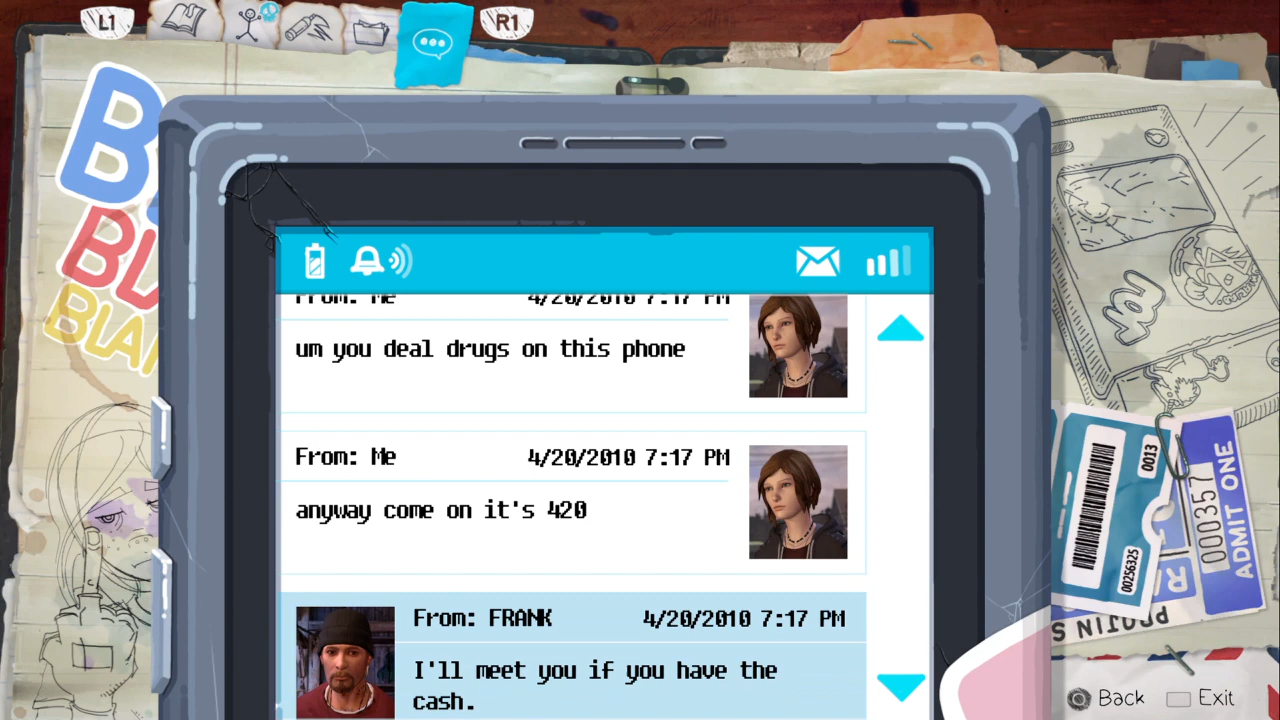 L1
R1
From: Me 4/20/2010 7:17 PM
um you deal drugs on this phone
From: Me 4/20/2010 7:17 PM
anyway come on it's 420
From: FRANK 4/20/2010 7:17 PM
I'll meet you if you have the
cash.
0013
00256325
000357
ADMIT ONE
Back
Exit